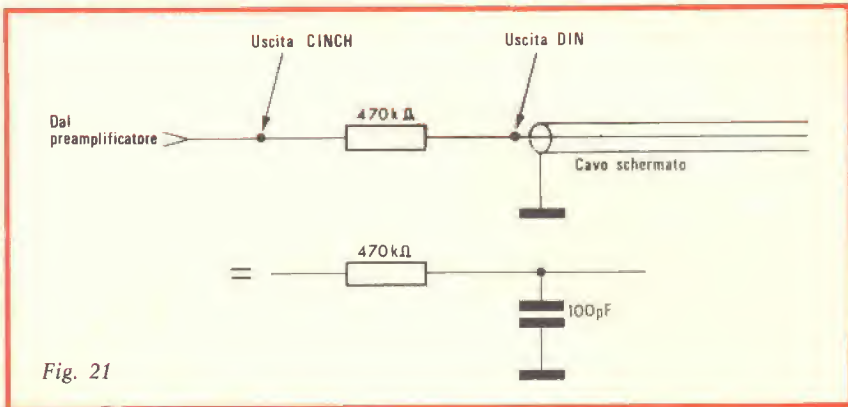 Uscita CINCH
Uscita DIN
Dal
preamplificatore
470kΩ
Cavo schermato
=
470kΩ
100pF
Fig. 21